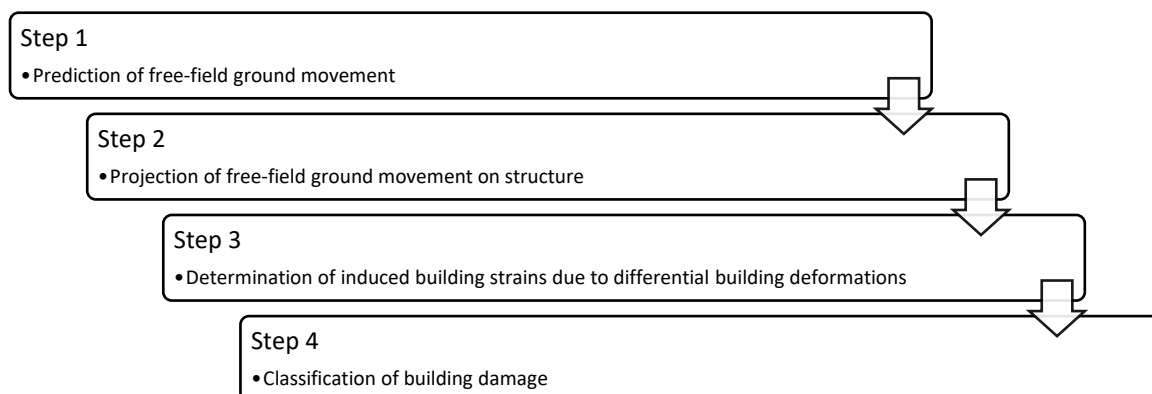 Step 1
•Prediction of free-field ground movement
Step 2
•Projection of free-field ground movement on structure
Step 3
•Determination of induced building strains due to differential building deformations
Step 4
•Classification of building damage